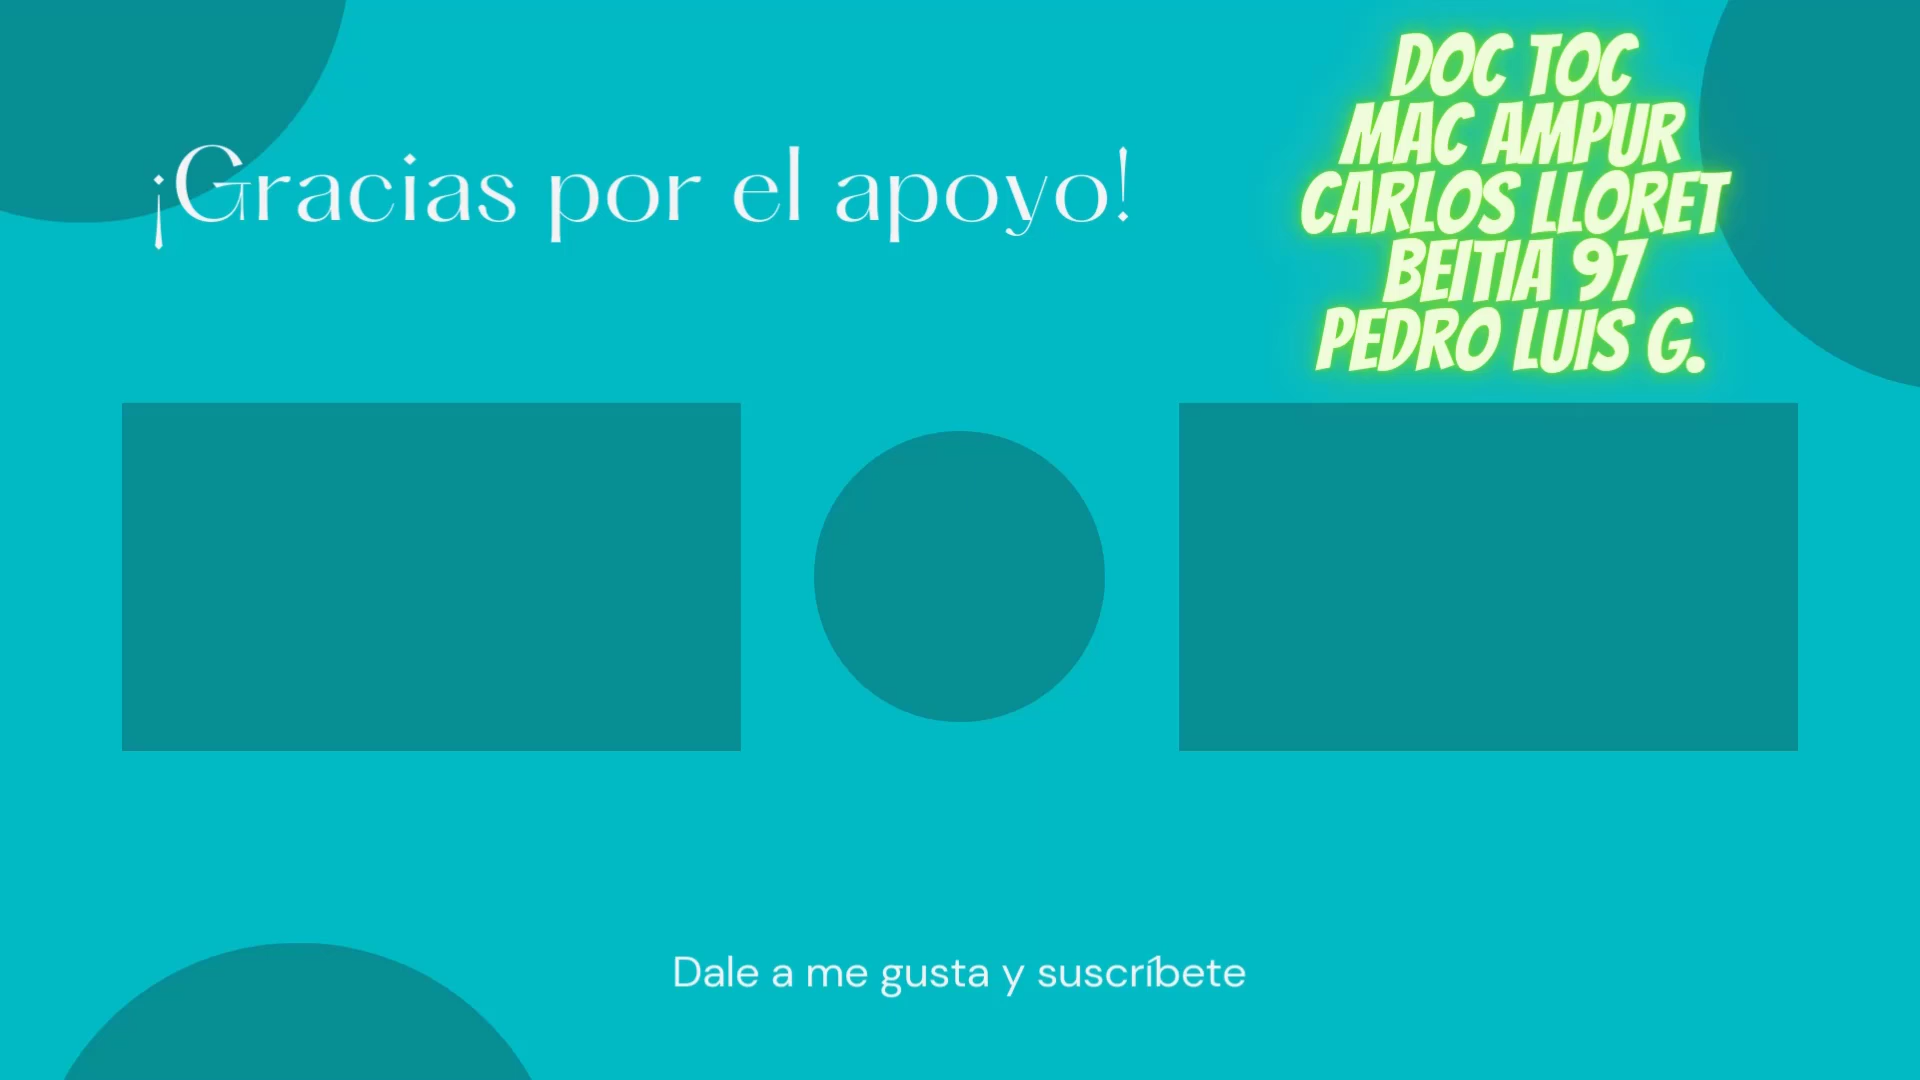 ¡Gracias por el apoyo!
DOC TOC
MAC AMPUR
CARLOS LLORET
BEITIA 97
PEDRO LUIS G.
Dale a me gusta y suscríbete